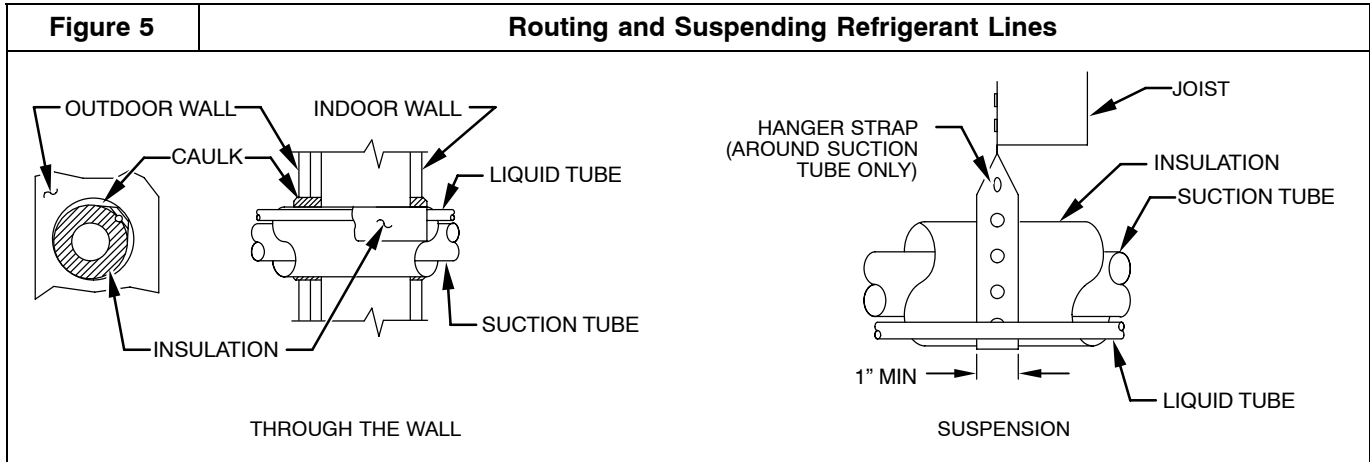 Figure 5
Routing and Suspending Refrigerant Lines
OUTDOOR WALL
INDOOR WALL
CAULK
LIQUID TUBE
SUCTION TUBE
INSULATION
THROUGH THE WALL
JOIST
HANGER STRAP
(AROUND SUCTION
TUBE ONLY)
INSULATION
SUCTION TUBE
1” MIN
LIQUID TUBE
SUSPENSION